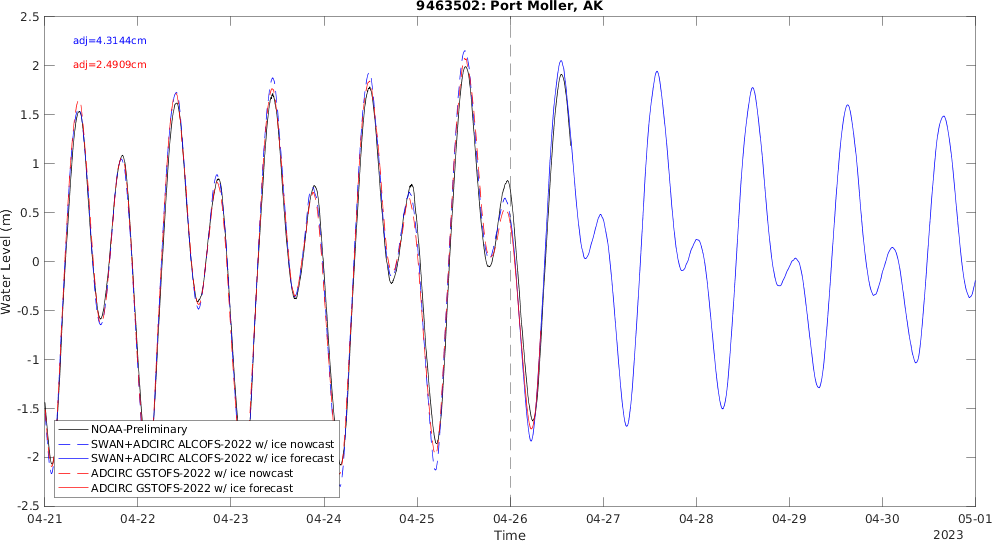 9463502: Port Moller, AK
2.5
2
1.5
1
0.5
0
-0.5
-1
-1.5
-2
-2.5
Water Level (m)
adj=4.3144cm
adj=2.4909cm
NOAA-Preliminary
SWAN+ADCIRC ALCOFS-2022 w/ ice nowcast
SWAN+ADCIRC ALCOFS-2022 w/ ice forecast
ADCIRC GSTOFS-2022 w/ ice nowcast
ADCIRC GSTOFS-2022 w/ ice forecast
04-21 04-22 04-23 04-24 04-25 04-26 04-27 04-28 04-29 04-30 05-01
Time
2023